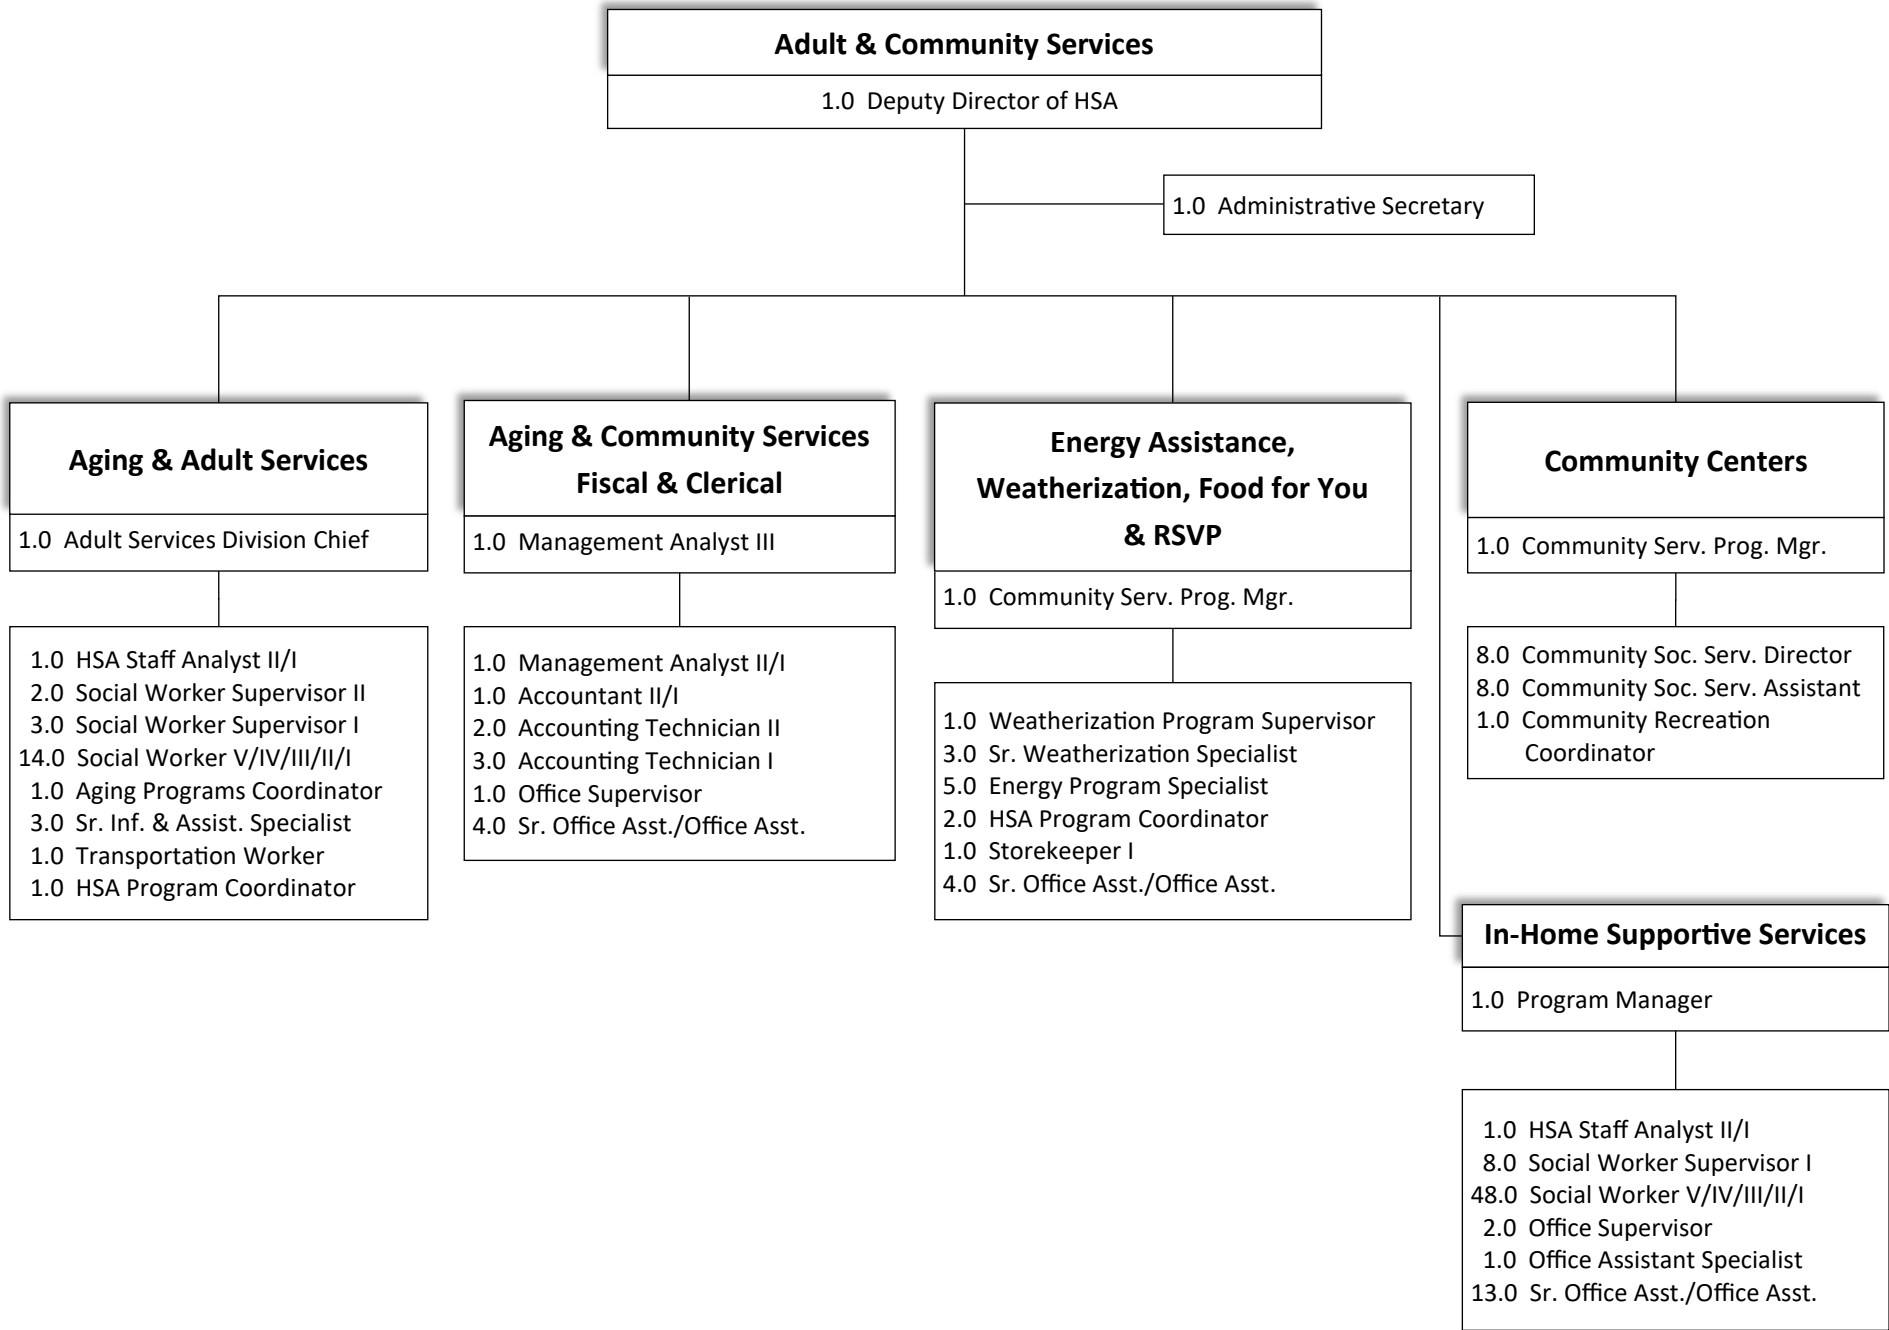 Adult & Community Services
1.0 Deputy Director of HSA
1.0 Administrative Secretary
Aging & Adult Services
1.0 Adult Services Division Chief
1.0 HSA Staff Analyst II/I
2.0 Social Worker Supervisor II
3.0 Social Worker Supervisor I
14.0 Social Worker V/IV/III/II/I
1.0 Aging Programs Coordinator
3.0 Sr. Inf. & Assist. Specialist
1.0 Transportation Worker
1.0 HSA Program Coordinator
Aging & Community Services
Fiscal & Clerical
1.0 Management Analyst III
1.0 Management Analyst II/I
1.0 Accountant II/I
2.0 Accounting Technician II
3.0 Accounting Technician I
1.0 Office Supervisor
4.0 Sr. Office Asst./Office Asst.
Energy Assistance,
Weatherization, Food for You
& RSVP
1.0 Community Serv. Prog. Mgr.
1.0 Weatherization Program Supervisor
3.0 Sr. Weatherization Specialist
5.0 Energy Program Specialist
2.0 HSA Program Coordinator
1.0 Storekeeper I
4.0 Sr. Office Asst./Office Asst.
Community Centers
1.0 Community Serv. Prog. Mgr.
8.0 Community Soc. Serv. Director
8.0 Community Soc. Serv. Assistant
1.0 Community Recreation
Coordinator
In-Home Supportive Services
1.0 Program Manager
1.0 HSA Staff Analyst II/I
8.0 Social Worker Supervisor I
48.0 Social Worker V/IV/III/II/I
2.0 Office Supervisor
1.0 Office Assistant Specialist
13.0 Sr. Office Asst./Office Asst.